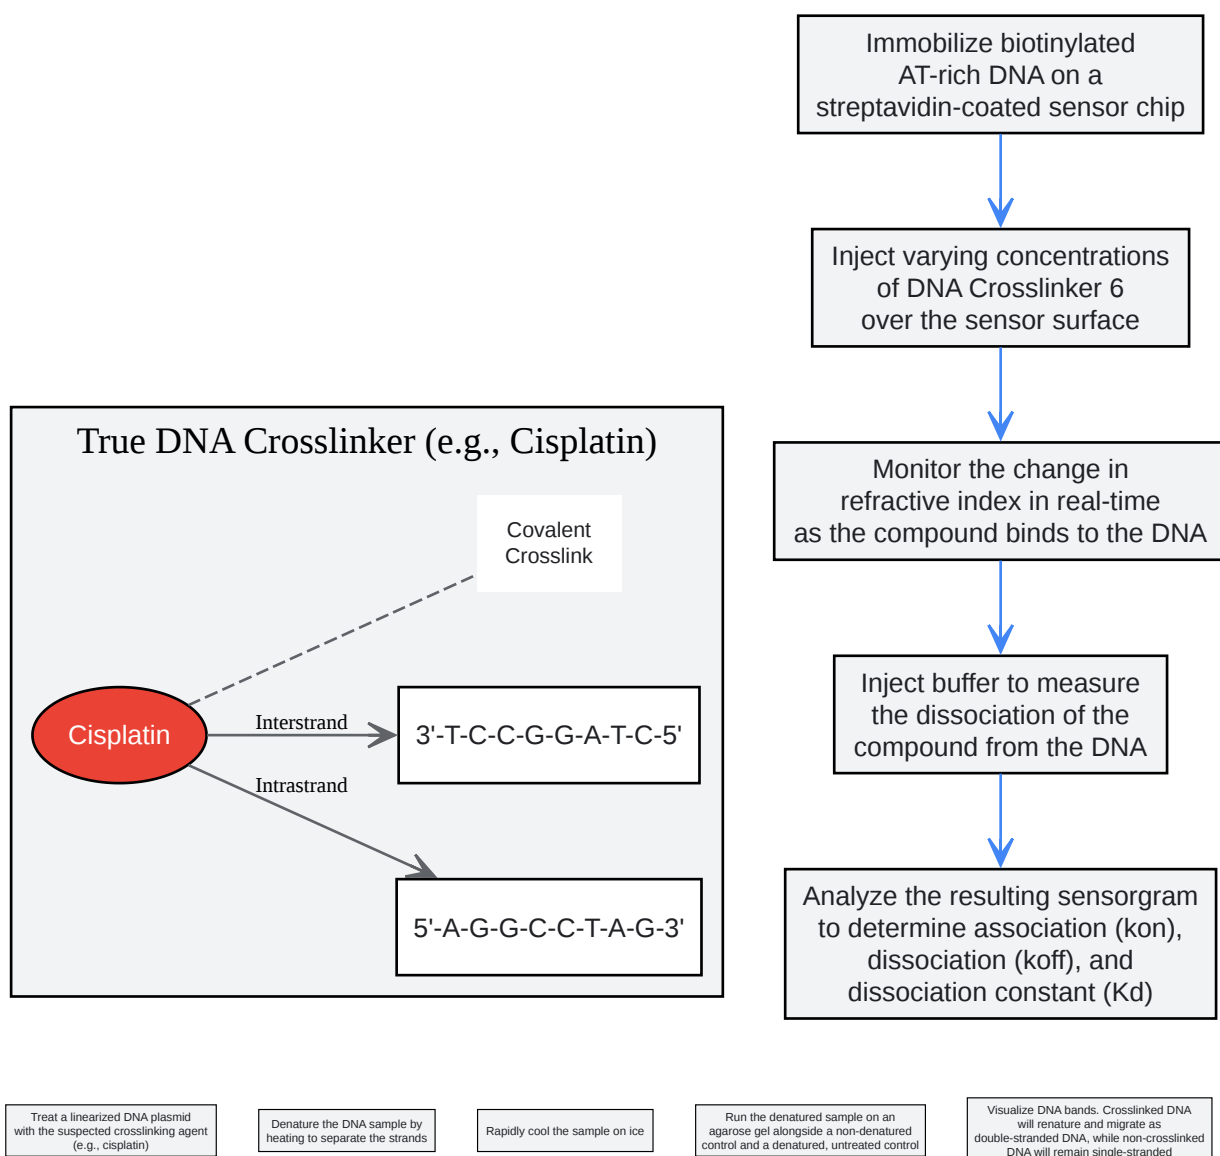 Immobilize biotinylated
AT-rich DNA on a
streptavidin-coated sensor chip
Inject varying concentrations
of DNA Crosslinker 6
over the sensor surface
Monitor the change in
refractive index in real-time
as the compound binds to the DNA
Inject buffer to measure
the dissociation of the
compound from the DNA
Analyze the resulting sensorgram
to determine association (kon),
dissociation (koff), and
dissociation constant (Kd)
True DNA Crosslinker (e.g., Cisplatin)
Covalent
Crosslink
Cisplatin
Interstrand
3'-T-C-C-G-G-A-T-C-5'
Intrastrand
5'-A-G-G-C-C-T-A-G-3'
Treat a linearized DNA plasmid
with the suspected crosslinking agent
(e.g., cisplatin)
Denature the DNA sample by
heating to separate the strands
Rapidly cool the sample on ice
Run the denatured sample on an
agarose gel alongside a non-denatured
control and a denatured, untreated control
Visualize DNA bands. Crosslinked DNA
will renature and migrate as
double-stranded DNA, while non-crosslinked
DNA will remain single-stranded